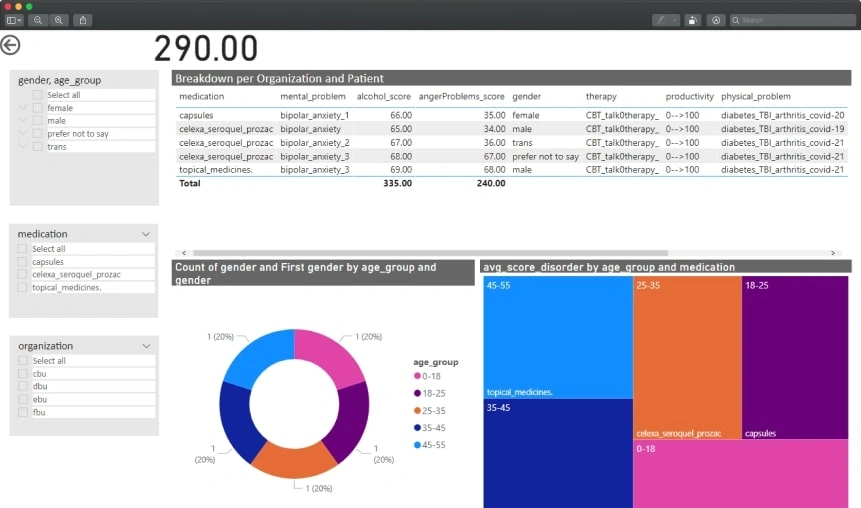 Search
290.00
gender, age_group
Select all
female
male
prefer not to say
trans
medication
Select all
capsules
celexa_seroquel_prozac
topical_medicines.
organization
Select all
cbu
dbu
ebu
fbu
Breakdown per Organization and Patient
medication mental_problem alcohol_score angerProblems_score gender therapy productivity physical_problem
capsules bipolar_anxiety_1 66.00 35.00 female CBT_talk0therapy_ 0-->100 diabetes_TBI_arthritis_covid-20
celexa_seroquel_prozac bipolar_anxiety 65.00 34.00 male CBT_talk0therapy_ 0-->100 diabetes_TBI_arthritis_covid-19
celexa_seroquel_prozac bipolar_anxiety_2 67.00 36.00 trans CBT_talk0therapy_ 0-->100 diabetes_TBI_arthritis_covid-21
celexa_seroquel_prozac bipolar_anxiety_3 68.00 67.00 prefer not to say CBT_talk0therapy_ 0-->100 diabetes_TBI_arthritis_covid-21
topical_medicines. bipolar_anxiety_3 69.00 68.00 male CBT_talk0therapy_ 0-->100 diabetes_TBI_arthritis_covid-21
Total 335.00 240.00
Count of gender and First gender by age_group and
gender
1 (20%)
1 (20%)
1
(20%)
1
(20%)
1 (20%)
age_group
0-18
18-25
25-35
35-45
45-55
avg_score_disorder by age_group and medication
45-55
topical_medicines.
35-45
25-35
celexa_seroquel_prozac
18-25
capsules
0-18